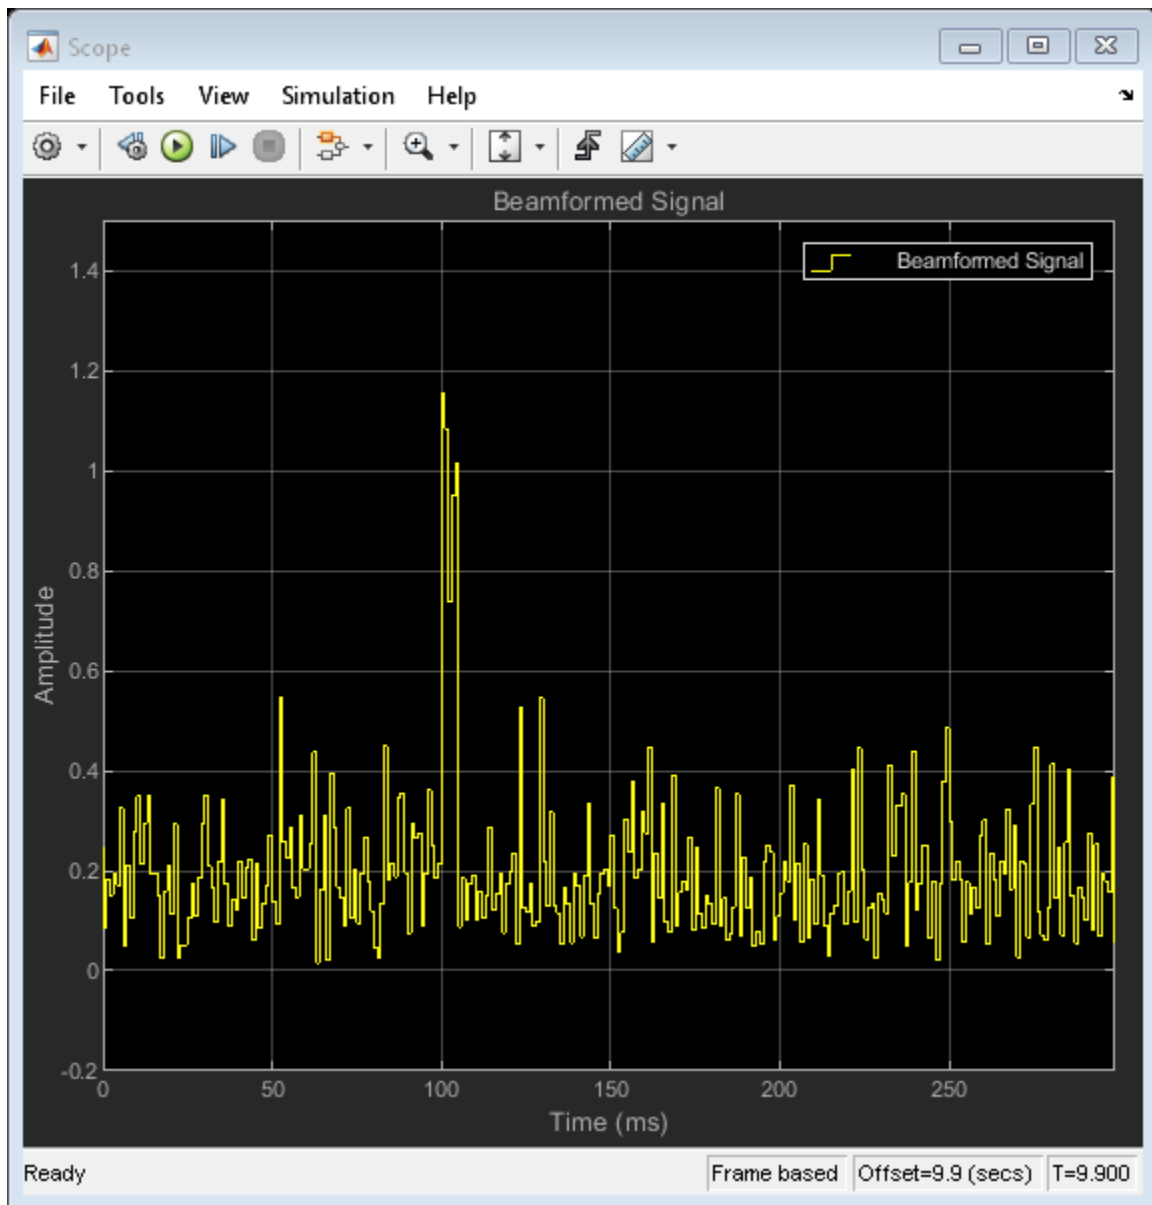 Scope
File Tools View Simulation Help
Beamformed Signal
Beamformed Signal
1.4
1.2
1
0.8
0.6
0.4
0.2
0
-0.2
Amplitude
0 50 100 150 200 250
Time (ms)
Ready Frame based Offset=9.9 (secs) T=9.900